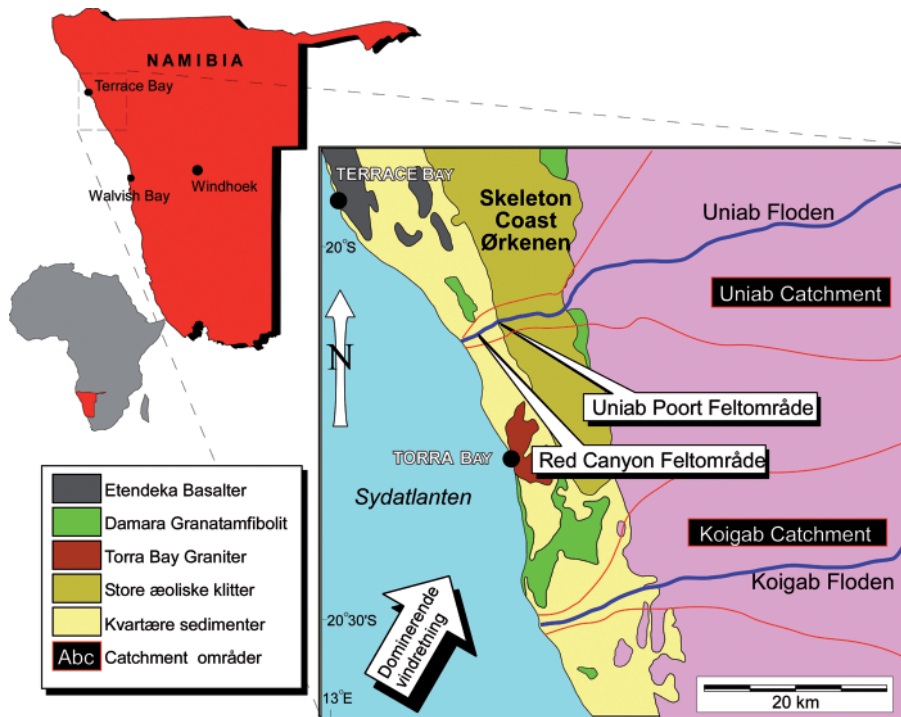 NAMIBIA
Terrace Bay
Walvish Bay
Windhoek
TERRACE BAY
20°S
Skeleton
Coast
Ørkenen
Uniab Floden
Uniab Catchment
N
Uniab Poort Feltområde
Red Canyon Feltområde
TORRA BAY
Sydatlanten
Koigab Catchment
Koigab Floden
20°30'S
Dominerende
vindretning
13°E
20 km
Etendeka Basalter
Damara Granatamfibolit
Torra Bay Graniter
Store æoliske klitter
Kvartære sedimenter
Abc Catchment områder